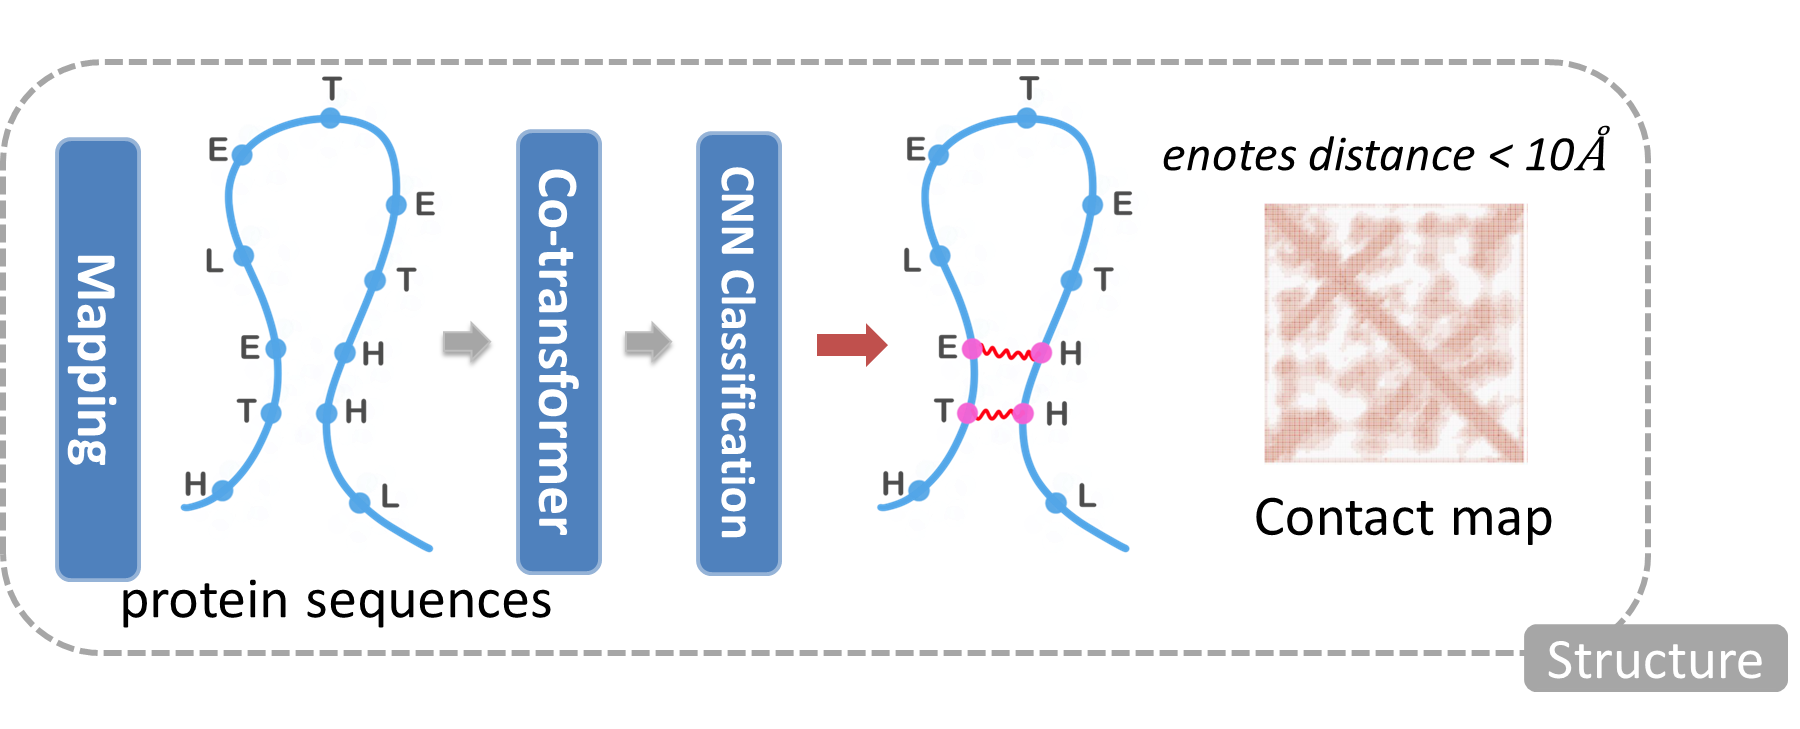 Mapping
T
E
E
L
T
E
H
T
H
H
L
protein sequences
Co-transformer
CNN Classification
T
E
E
L
T
E
H
T
H
H
L
enotes distance < 10Å
Contact map
Structure